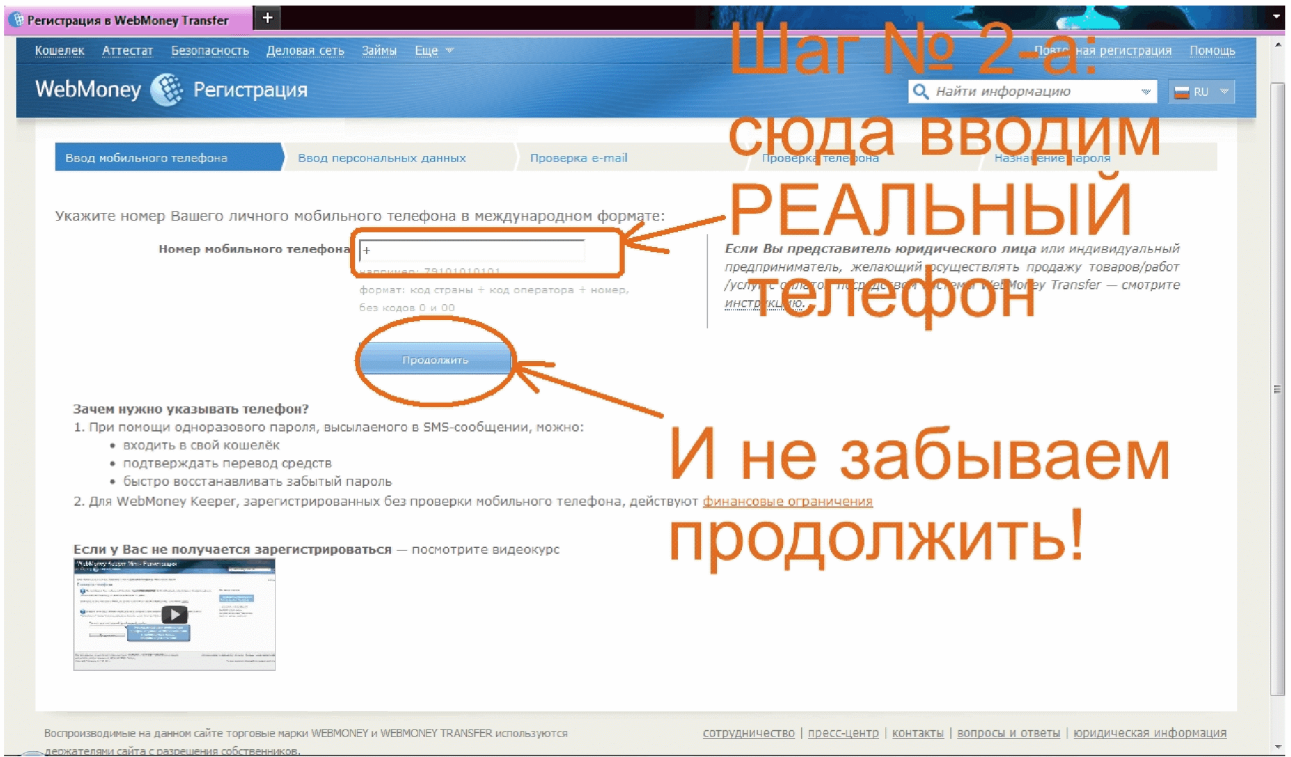 Регистрация в WebMoney Transfer
+
Кошелек Аттестат Безопасность Деловая сеть Займы Еще
Повторная регистрация Помощь
WebMoney Регистрация
Найти информацию
RU
Шаг № 2-а:
сюда вводим
РЕАЛЬНЫЙ
телефон
Ввод мобильного телефона
Ввод персональных данных
Проверка e-mail
Проверка телефона
Назначение пароля
Укажите номер Вашего личного мобильного телефона в международном формате:
Номер мобильного телефона
+
например: 79101010101
формат: код страны + код оператора + номер,
без кодов 0 и 00
Если Вы представитель юридического лица или индивидуальный
предприниматель, желающий осуществлять продажу товаров/работ
/услуг с оплатой посредством системы WebMoney Transfer — смотрите
инструкцию.
Продолжить
И не забываем
продолжить!
Зачем нужно указывать телефон?
1. При помощи одноразового пароля, высылаемого в SMS-сообщении, можно:
• входить в свой кошелёк
• подтверждать перевод средств
• быстро восстанавливать забытый пароль
2. Для WebMoney Keeper, зарегистрированных без проверки мобильного телефона, действуют финансовые ограничения
Если у Вас не получается зарегистрироваться — посмотрите видеокурс
Воспроизводимые на данном сайте торговые марки WEBMONEY и WEBMONEY TRANSFER используются
держателями сайта с разрешения собственников.
сотрудничество | пресс-центр | контакты | вопросы и ответы | юридическая информация